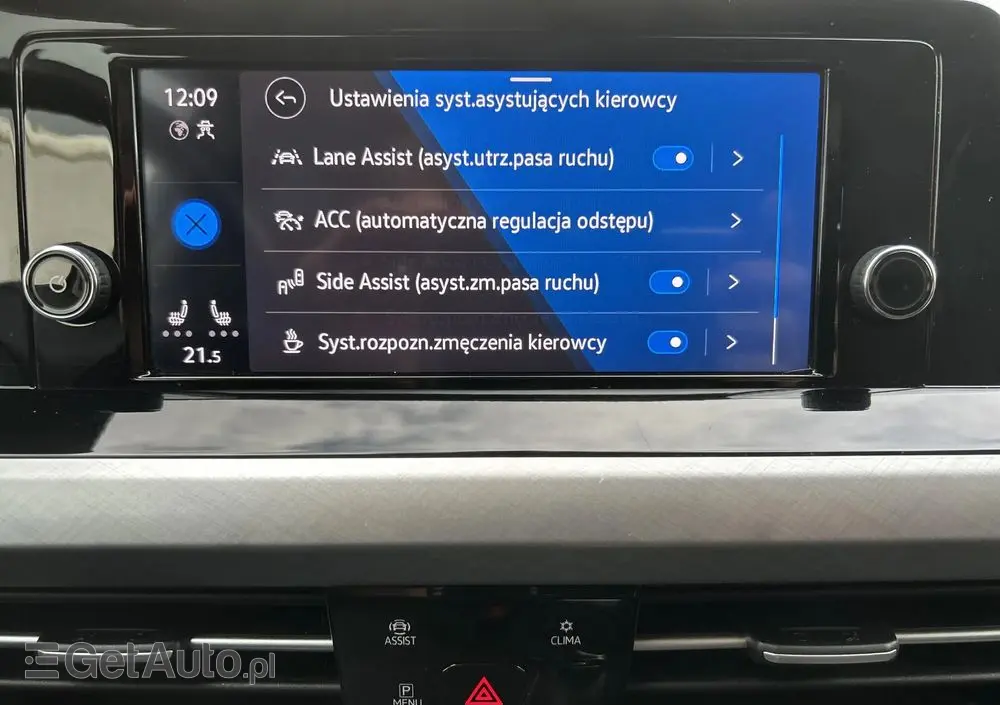 12:09
Ustawienia syst.asystujących kierowcy
Lane Assist (asyst.utrz.pasa ruchu)
ACC (automatyczna regulacja odstępu)
Side Assist (asyst.zm.pasa ruchu)
Syst.rozpozn.zmęczenia kierowcy
21.5
ASSIST
CLIMA
P
MENU
GetAuto.pl